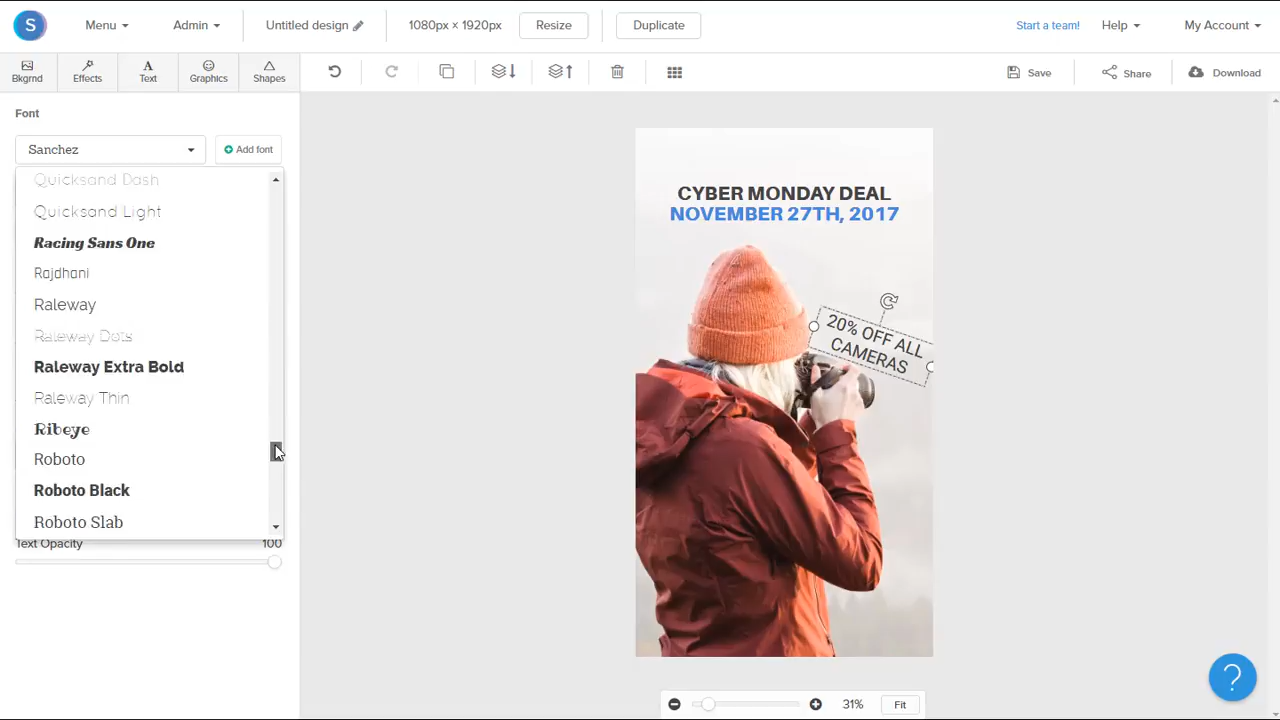 S
Menu
Admin
Untitled design
1080px × 1920px
Resize
Duplicate
Start a team!
Help
My Account
Bkgrnd
Effects
Text
Graphics
Shapes
Save
Share
Download
Font
Sanchez
Add font
Quicksand Dash
Quicksand Light
Racing Sans One
Rajdhani
Raleway
Raleway Dots
Raleway Extra Bold
Raleway Thin
Ribeye
Roboto
Roboto Black
Roboto Slab
Text Opacity
100
CYBER MONDAY DEAL
NOVEMBER 27TH, 2017
20% OFF ALL
CAMERAS
31%
Fit
?